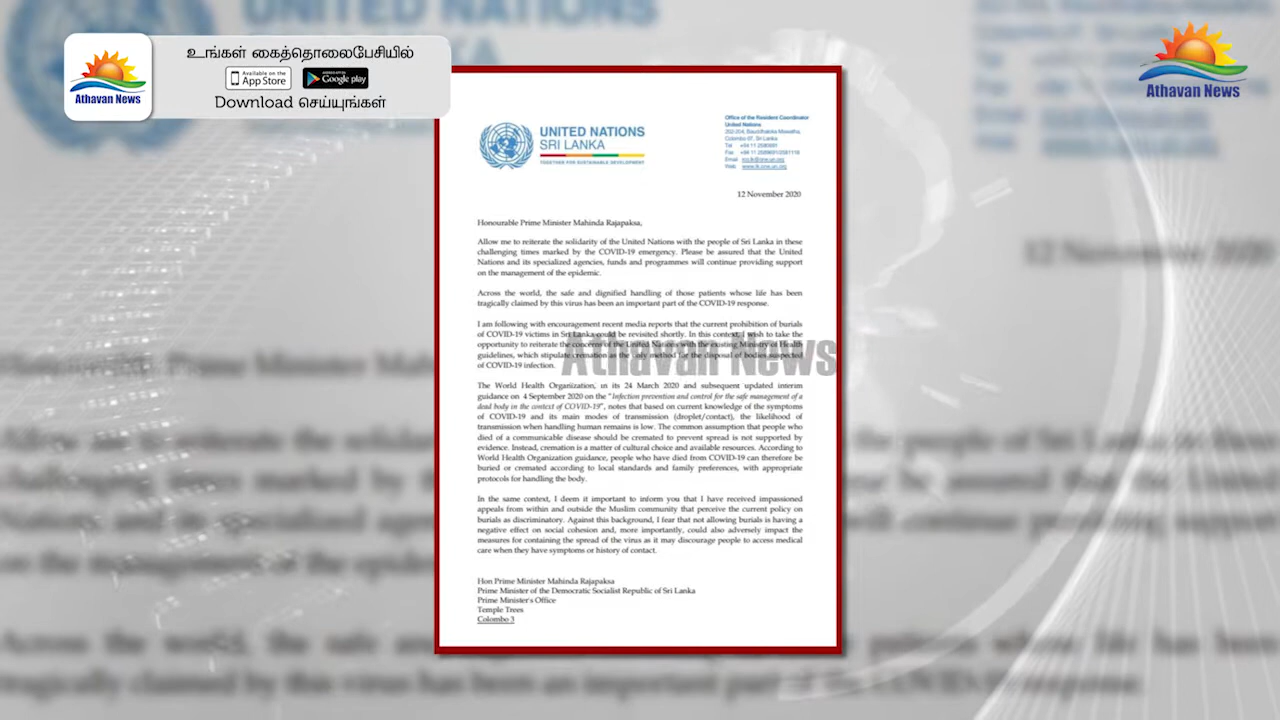 உங்கள் கைத்தொலைபேசியில்
Available on the
App Store
ANDROID APP ON
Google play
Download செய்யுங்கள்
Athavan News
Athavan News
UNITED NATIONS
SRI LANKA
TOGETHER FOR SUSTAINABLE DEVELOPMENT
Office of the Resident Coordinator
United Nations
202-204, Bauddhaloka Mawatha,
Colombo 07, Sri Lanka
Tel
Fax
Email
Web
12 November 2020
Honourable Prime Minister Mahinda Rajapaksa,
Allow me to reiterate the solidarity of the United Nations with the people of Sri Lanka in these
challenging times marked by the COVID-19 emergency. Please be assured that the United
Nations and its specialized agencies, funds and programmes will continue providing support
on the management of the epidemic.
Across the world, the safe and dignified handling of those patients whose life has been
tragically claimed by this virus has been an important part of the COVID-19 response.
I am following with encouragement recent media reports that the current prohibition of burials
of COVID-19 victims in Sri Lanka could be revisited shortly. In this context, I wish to take the
opportunity to reiterate the concerns of the United Nations with the existing Ministry of Health
guidelines, which stipulate cremation as the only method for the disposal of bodies suspected
of COVID-19 infection.
Athavan News
The World Health Organization, in its 24 March 2020 and subsequent updated interim
guidance on 4 September 2020 on the "Infection prevention and control for the safe management of a
dead body in the context of COVID-19", notes that based on current knowledge of the symptoms
of COVID-19 and its main modes of transmission (droplet/contact), the likelihood of
transmission when handling human remains is low. The common assumption that people who
died of a communicable disease should be cremated to prevent spread is not supported by
evidence. Instead, cremation is a matter of cultural choice and available resources. According to
World Health Organization guidance, people who have died from COVID-19 can therefore be
buried or cremated according to local standards and family preferences, with appropriate
protocols for handling the body.
In the same context, I deem it important to inform you that I have received impassioned
appeals from within and outside the Muslim community that perceive the current policy on
burials as discriminatory. Against this background, I fear that not allowing burials is having a
negative effect on social cohesion and, more importantly, could also adversely impact the
measures for containing the spread of the virus as it may discourage people to access medical
care when they have symptoms or history of contact.
Hon Prime Minister Mahinda Rajapaksa
Prime Minister of the Democratic Socialist Republic of Sri Lanka
Prime Minister's Office
Temple Trees
Colombo 3